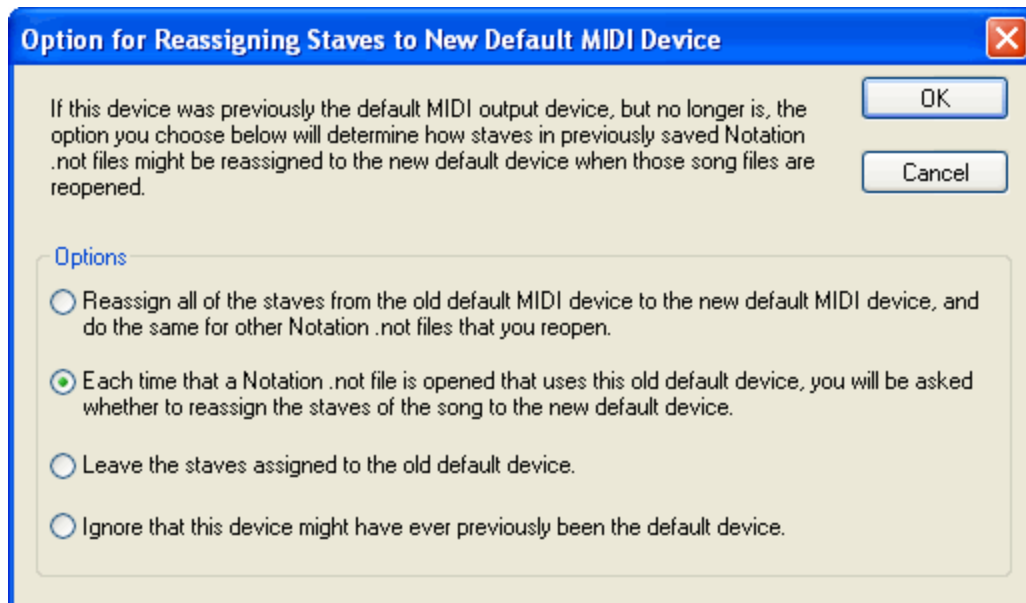 Option for Reassigning Staves to New Default MIDI Device
If this device was previously the default MIDI output device, but no longer is, the
option you choose below will determine how staves in previously saved Notation
.not files might be reassigned to the new default device when those song files are
reopened.
OK
Cancel
Options
Reassign all of the staves from the old default MIDI device to the new default MIDI device, and
do the same for other Notation .not files that you reopen.
Each time that a Notation .not file is opened that uses this old default device, you will be asked
whether to reassign the staves of the song to the new default device.
Leave the staves assigned to the old default device.
Ignore that this device might have ever previously been the default device.